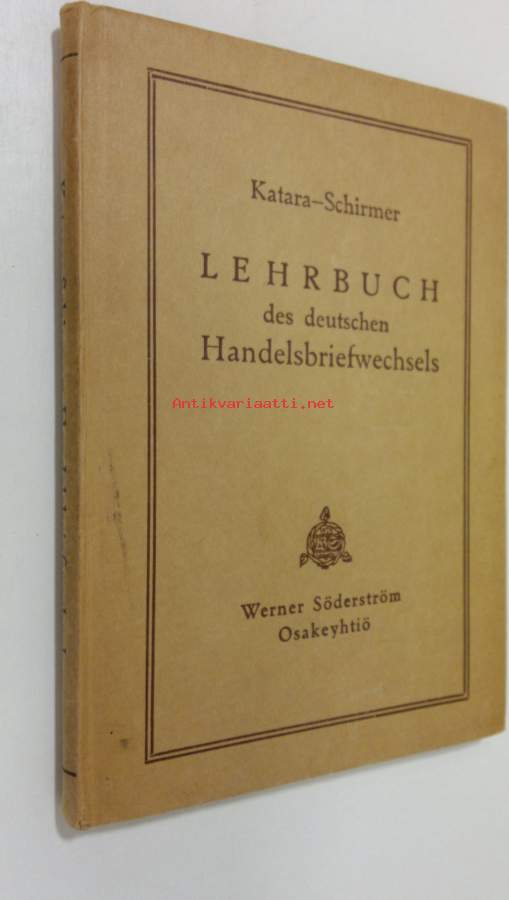 Katara–Schirmer
LEHRBUCH
des deutschen
Handelsbriefwechsels
Antikvariaatti.net
Werner Söderström
Osakeyhtiö